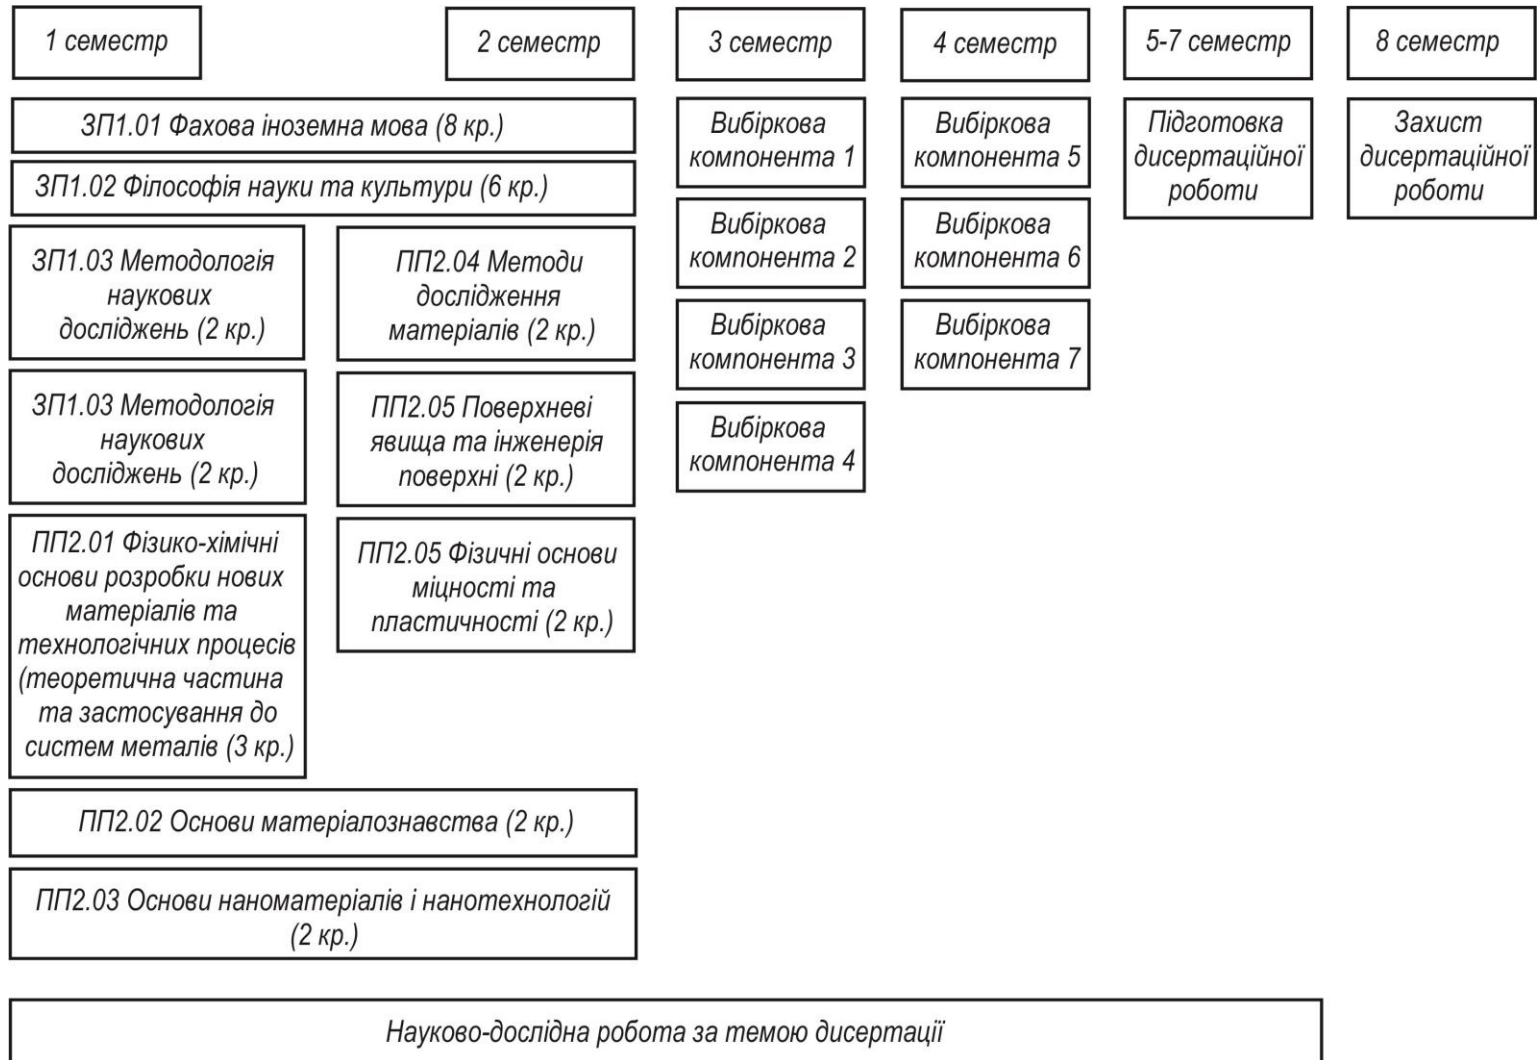 1 семестр
2 семестр
3 семестр
4 семестр
5-7 семестр
8 семестр
ЗП1.01 Фахова іноземна мова (8 кр.)
ЗП1.02 Філософія науки та культури (6 кр.)
ЗП1.03 Методологія
наукових
досліджень (2 кр.)
ЗП1.03 Методологія
наукових
досліджень (2 кр.)
ПП2.01 Фізико-хімічні
основи розробки нових
матеріалів та
технологічних процесів
(теоретична частина
та застосування до
систем металів (3 кр.)
ПП2.04 Методи
дослідження
матеріалів (2 кр.)
ПП2.05 Поверхневі
явища та інженерія
поверхні (2 кр.)
ПП2.05 Фізичні основи
міцності та
пластичності (2 кр.)
ПП2.02 Основи матеріалознавства (2 кр.)
ПП2.03 Основи наноматеріалів і нанотехнологій
(2 кр.)
Вибіркова
компонента 1
Вибіркова
компонента 2
Вибіркова
компонента 3
Вибіркова
компонента 4
Вибіркова
компонента 5
Вибіркова
компонента 6
Вибіркова
компонента 7
Підготовка
дисертаційної
роботи
Захист
дисертаційної
роботи
Науково-дослідна робота за темою дисертації